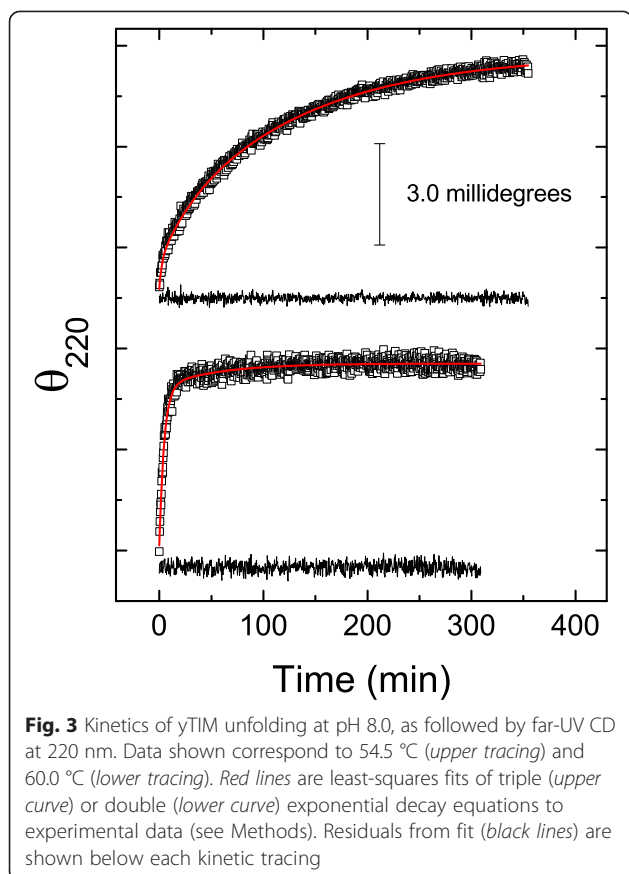 3.0 millidegrees
θ220
0
100
200
300
400
Time (min)
Fig. 3 Kinetics of yTIM unfolding at pH 8.0, as followed by far-UV CD
at 220 nm. Data shown correspond to 54.5 °C (upper tracing) and
60.0 °C (lower tracing). Red lines are least-squares fits of triple (upper
curve) or double (lower curve) exponential decay equations to
experimental data (see Methods). Residuals from fit (black lines) are
shown below each kinetic tracing